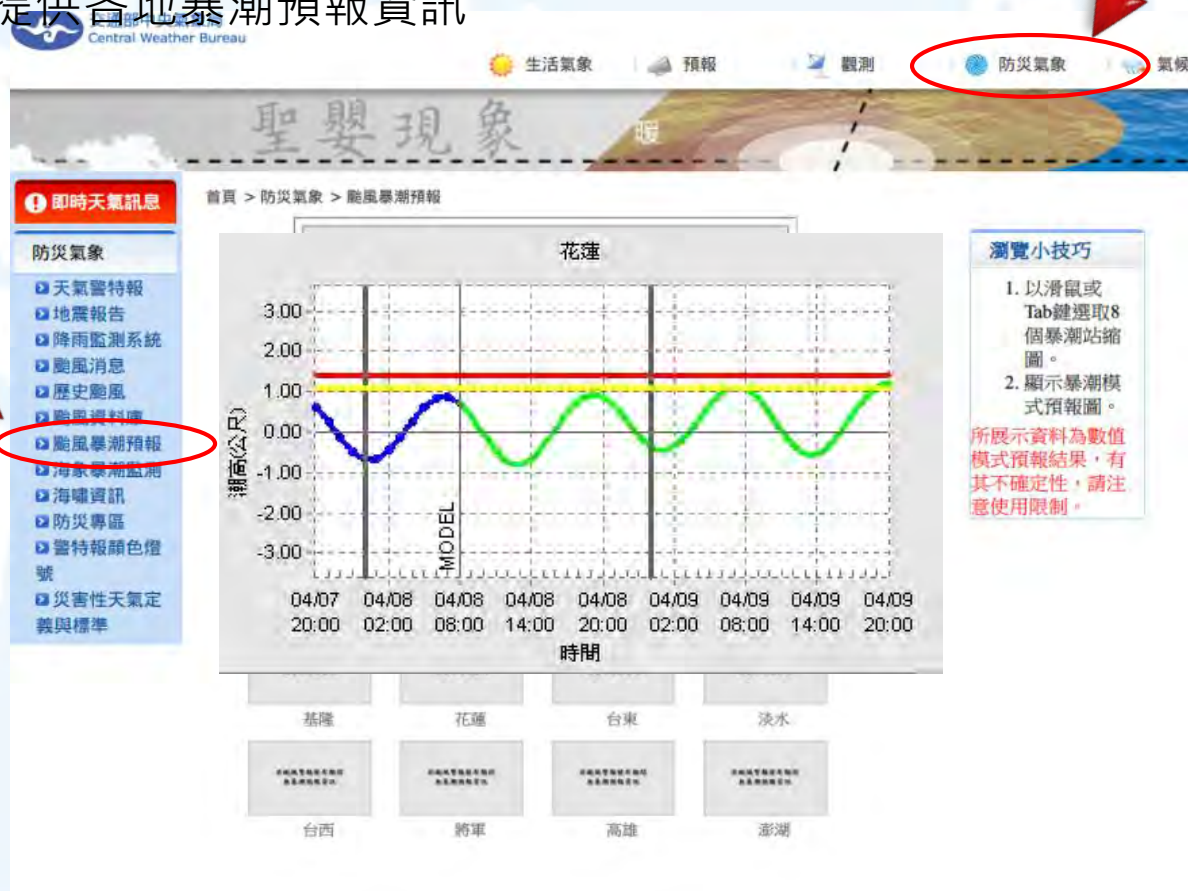 提供各地暴潮預報資訊
交通部中央氣象局
Central Weather Bureau
生活氣象
預報
觀測
防災氣象
氣候
聖嬰現象
暖
即時天氣訊息
首頁 > 防災氣象 > 颱風暴潮預報
防災氣象
天氣警特報
地震報告
降雨監測系統
颱風消息
歷史颱風
颱風資料庫
颱風暴潮預報
海象暴潮監測
海嘯資訊
防災專區
警特報顏色燈
號
災害性天氣定
義與標準
花蓮
潮高(公尺)
3.00
2.00
1.00
0.00
-1.00
-2.00
-3.00
MODEL
04/07 04/08 04/08 04/08 04/08 04/09 04/09 04/09 04/09
20:00 02:00 08:00 14:00 20:00 02:00 08:00 14:00 20:00
時間
瀏覽小技巧
1. 以滑鼠或
Tab鍵選取8
個暴潮站縮
圖。
2. 顯示暴潮模
式預報圖。
所展示資料為數值
模式預報結果，有
其不確定性，請注
意使用限制。
基隆 花蓮 台東 淡水
台西 將軍 高雄 澎湖